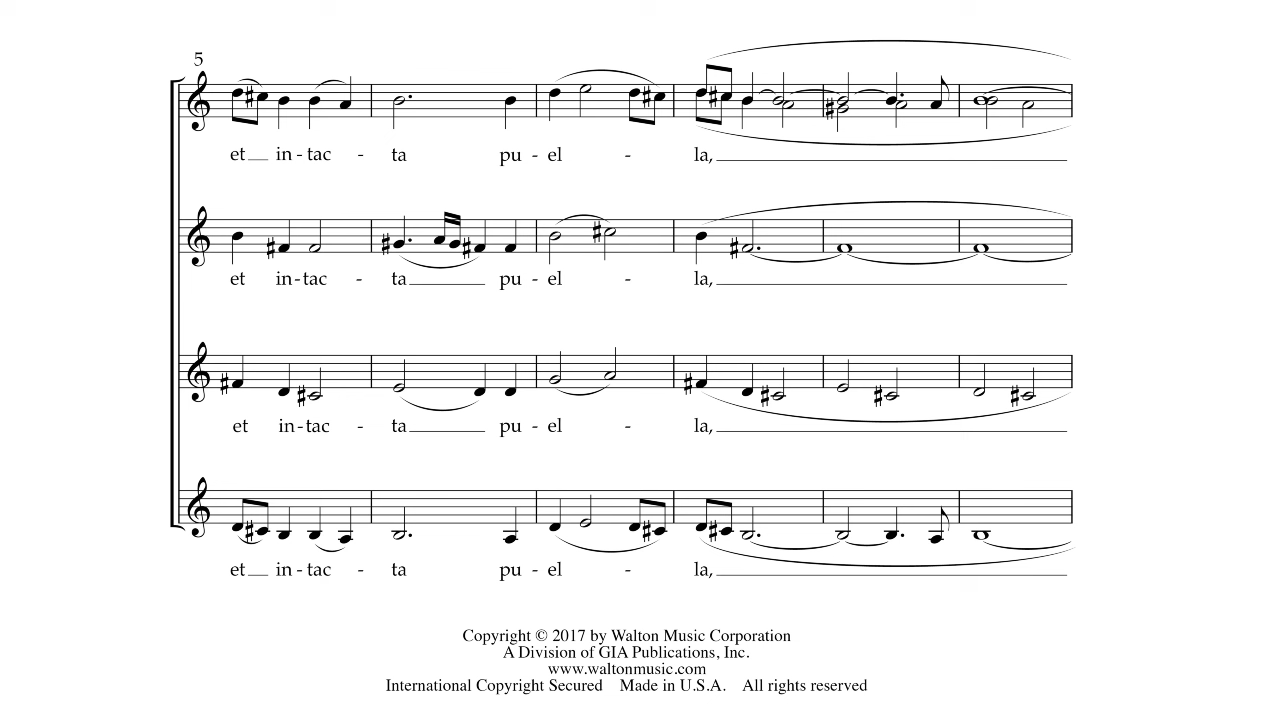 5
et in - tac - ta pu - el - la,
et in - tac - ta pu - el - la,
et in - tac - ta pu - el - la,
et in - tac - ta pu - el - la,
Copyright © 2017 by Walton Music Corporation
A Division of GIA Publications, Inc.
www.waltonmusic.com
International Copyright Secured Made in U.S.A. All rights reserved